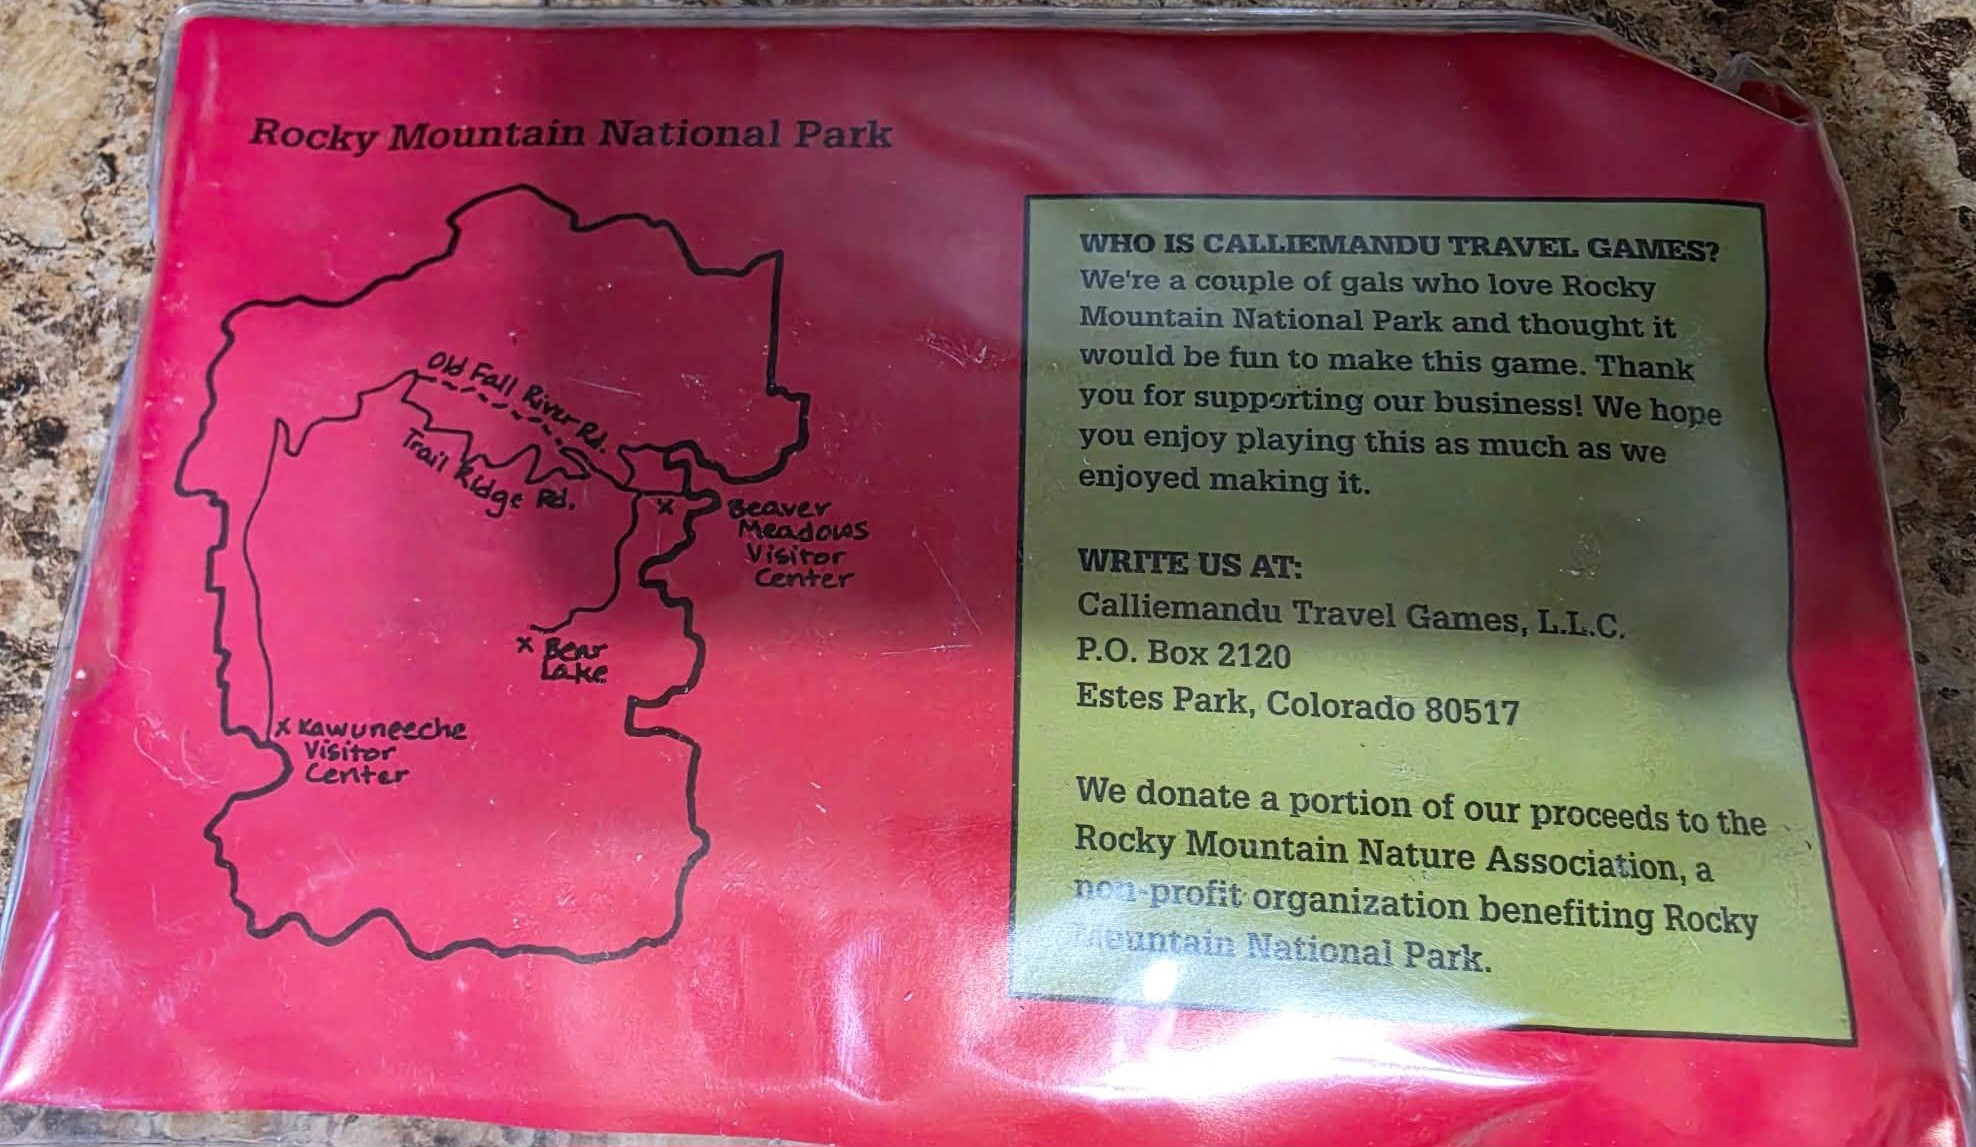 Rocky Mountain National Park
Old Fall River Rd.
Trail Ridge Rd.
x Beaver
Meadows
Visitor
Center
x Bear
Lake
x Kawuneeche
Visitor
Center
WHO IS CALLIEMANDU TRAVEL GAMES?
We're a couple of gals who love Rocky
Mountain National Park and thought it
would be fun to make this game. Thank
you for supporting our business! We hope
you enjoy playing this as much as we
enjoyed making it.
WRITE US AT:
Calliemandu Travel Games, L.L.C.
P.O. Box 2120
Estes Park, Colorado 80517
We donate a portion of our proceeds to the
Rocky Mountain Nature Association, a
non-profit organization benefiting Rocky
Mountain National Park.